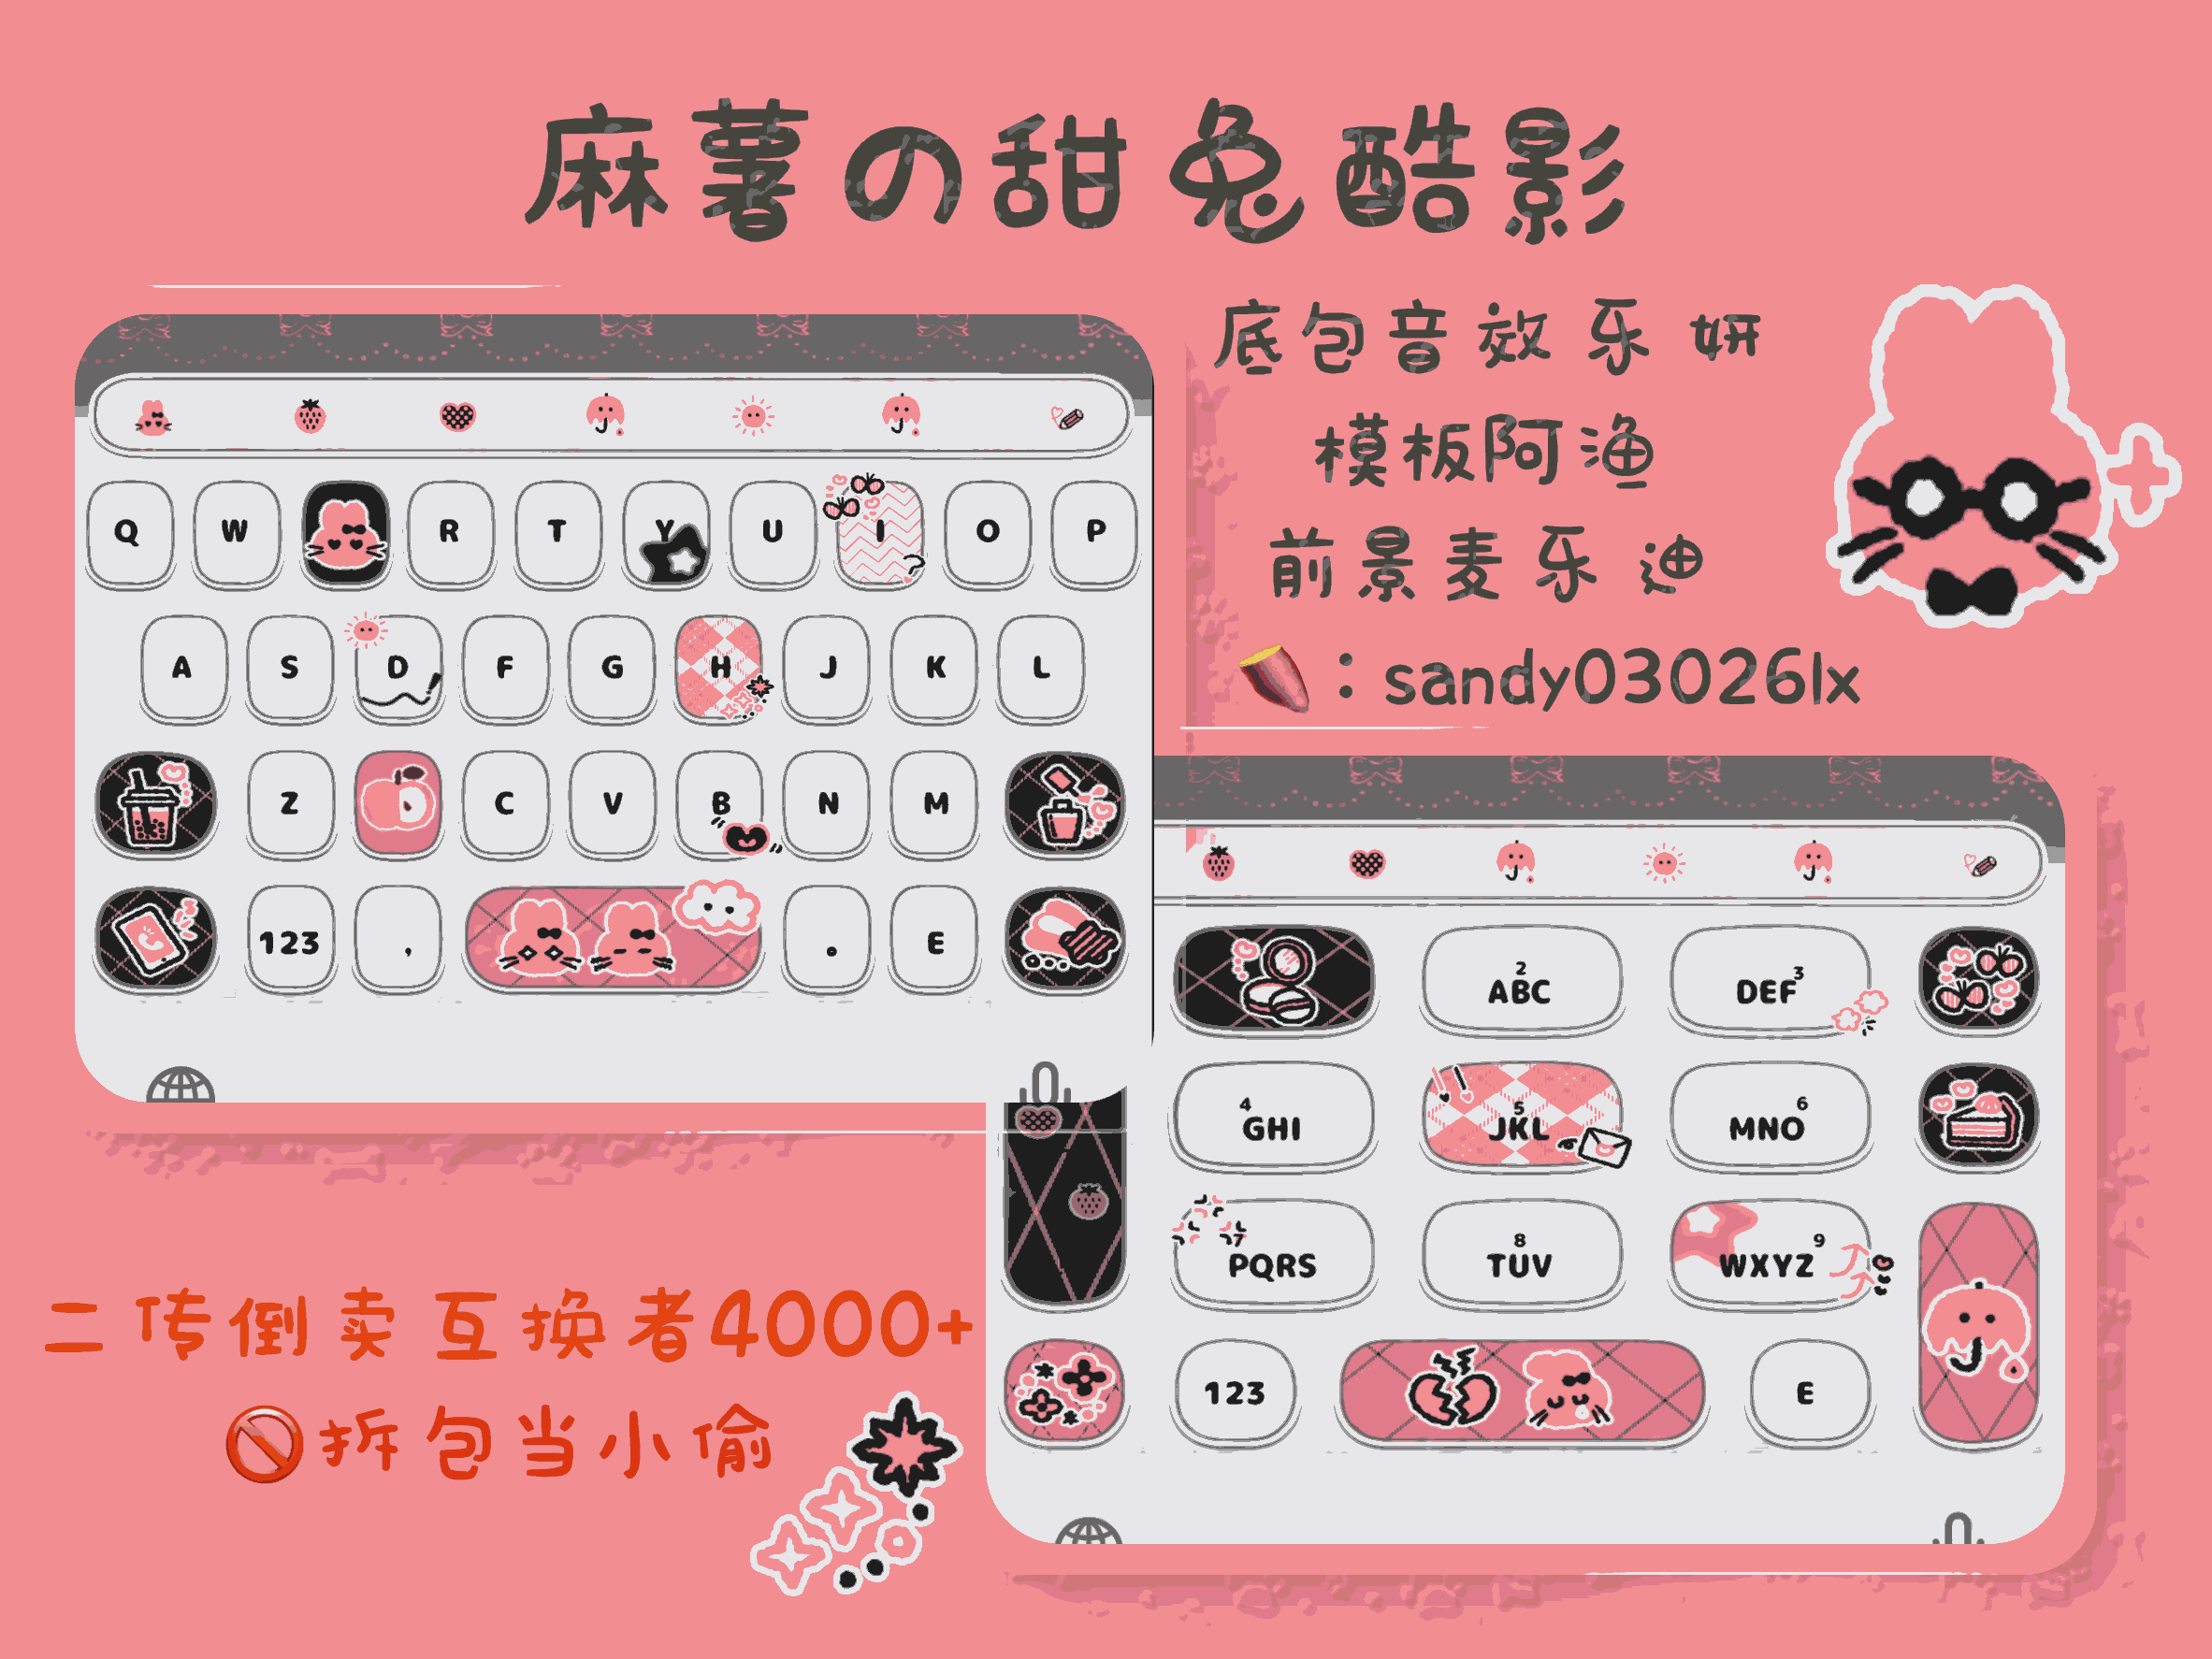 麻薯の甜兔酷影
底包音效乐妍
模板阿渔
前景麦乐迪
🍠：sandy03026lx
Q W R T Y U I O P
A S D F G H J K L
Z C V B N M
123 , 。 E
2 ABC DEF 3
4 GHI 5 JKL MNO 6
7 PQRS 8 TUV WXYZ 9
123 E
二传倒卖互换者4000+
🚫拆包当小偷